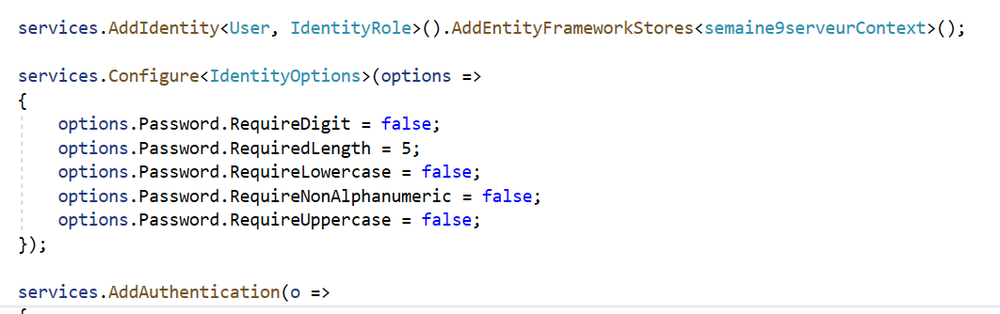 services.AddIdentity<User, IdentityRole>().AddEntityFrameworkStores<semaine9serveurContext>();
services.Configure<IdentityOptions>(options =>
{
options.Password.RequireDigit = false;
options.Password.RequiredLength = 5;
options.Password.RequireLowercase = false;
options.Password.RequireNonAlphanumeric = false;
options.Password.RequireUppercase = false;
});
services.AddAuthentication(o =>